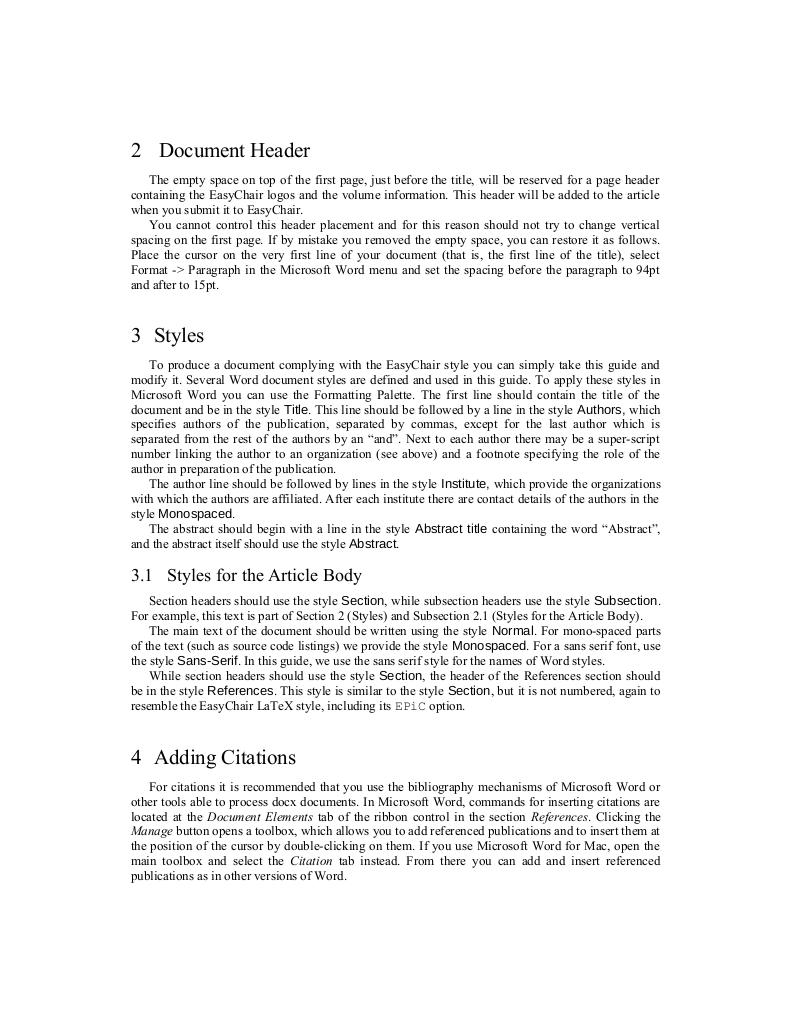 2 Document Header
The empty space on top of the first page, just before the title, will be reserved for a page header
containing the EasyChair logos and the volume information. This header will be added to the article
when you submit it to EasyChair.
You cannot control this header placement and for this reason should not try to change vertical
spacing on the first page. If by mistake you removed the empty space, you can restore it as follows.
Place the cursor on the very first line of your document (that is, the first line of the title), select
Format -> Paragraph in the Microsoft Word menu and set the spacing before the paragraph to 94pt
and after to 15pt.
3 Styles
To produce a document complying with the EasyChair style you can simply take this guide and
modify it. Several Word document styles are defined and used in this guide. To apply these styles in
Microsoft Word you can use the Formatting Palette. The first line should contain the title of the
document and be in the style Title. This line should be followed by a line in the style Authors, which
specifies authors of the publication, separated by commas, except for the last author which is
separated from the rest of the authors by an “and”. Next to each author there may be a super-script
number linking the author to an organization (see above) and a footnote specifying the role of the
author in preparation of the publication.
The author line should be followed by lines in the style Institute, which provide the organizations
with which the authors are affiliated. After each institute there are contact details of the authors in the
style Monospaced.
The abstract should begin with a line in the style Abstract title containing the word “Abstract”,
and the abstract itself should use the style Abstract.
3.1 Styles for the Article Body
Section headers should use the style Section, while subsection headers use the style Subsection.
For example, this text is part of Section 2 (Styles) and Subsection 2.1 (Styles for the Article Body).
The main text of the document should be written using the style Normal. For mono-spaced parts
of the text (such as source code listings) we provide the style Monospaced. For a sans serif font, use
the style Sans-Serif. In this guide, we use the sans serif style for the names of Word styles.
While section headers should use the style Section, the header of the References section should
be in the style References. This style is similar to the style Section, but it is not numbered, again to
resemble the EasyChair LaTeX style, including its EPiC option.
4 Adding Citations
For citations it is recommended that you use the bibliography mechanisms of Microsoft Word or
other tools able to process docx documents. In Microsoft Word, commands for inserting citations are
located at the Document Elements tab of the ribbon control in the section References. Clicking the
Manage button opens a toolbox, which allows you to add referenced publications and to insert them at
the position of the cursor by double-clicking on them. If you use Microsoft Word for Mac, open the
main toolbox and select the Citation tab instead. From there you can add and insert referenced
publications as in other versions of Word.